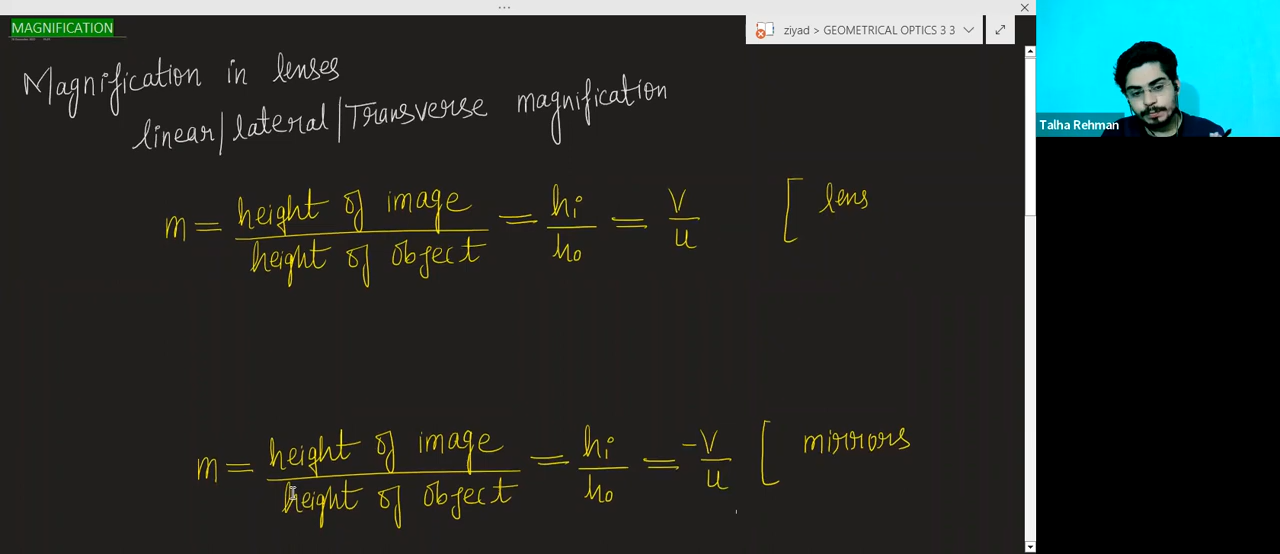 MAGNIFICATION
ziyad > GEOMETRICAL OPTICS 3 3
Magnification in lenses
linear/lateral/Transverse magnification
m = height of image / height of object = hi / ho = v / u [ lens
m = height of image / height of object = hi / ho = -v / u [ mirrors
Talha Rehman